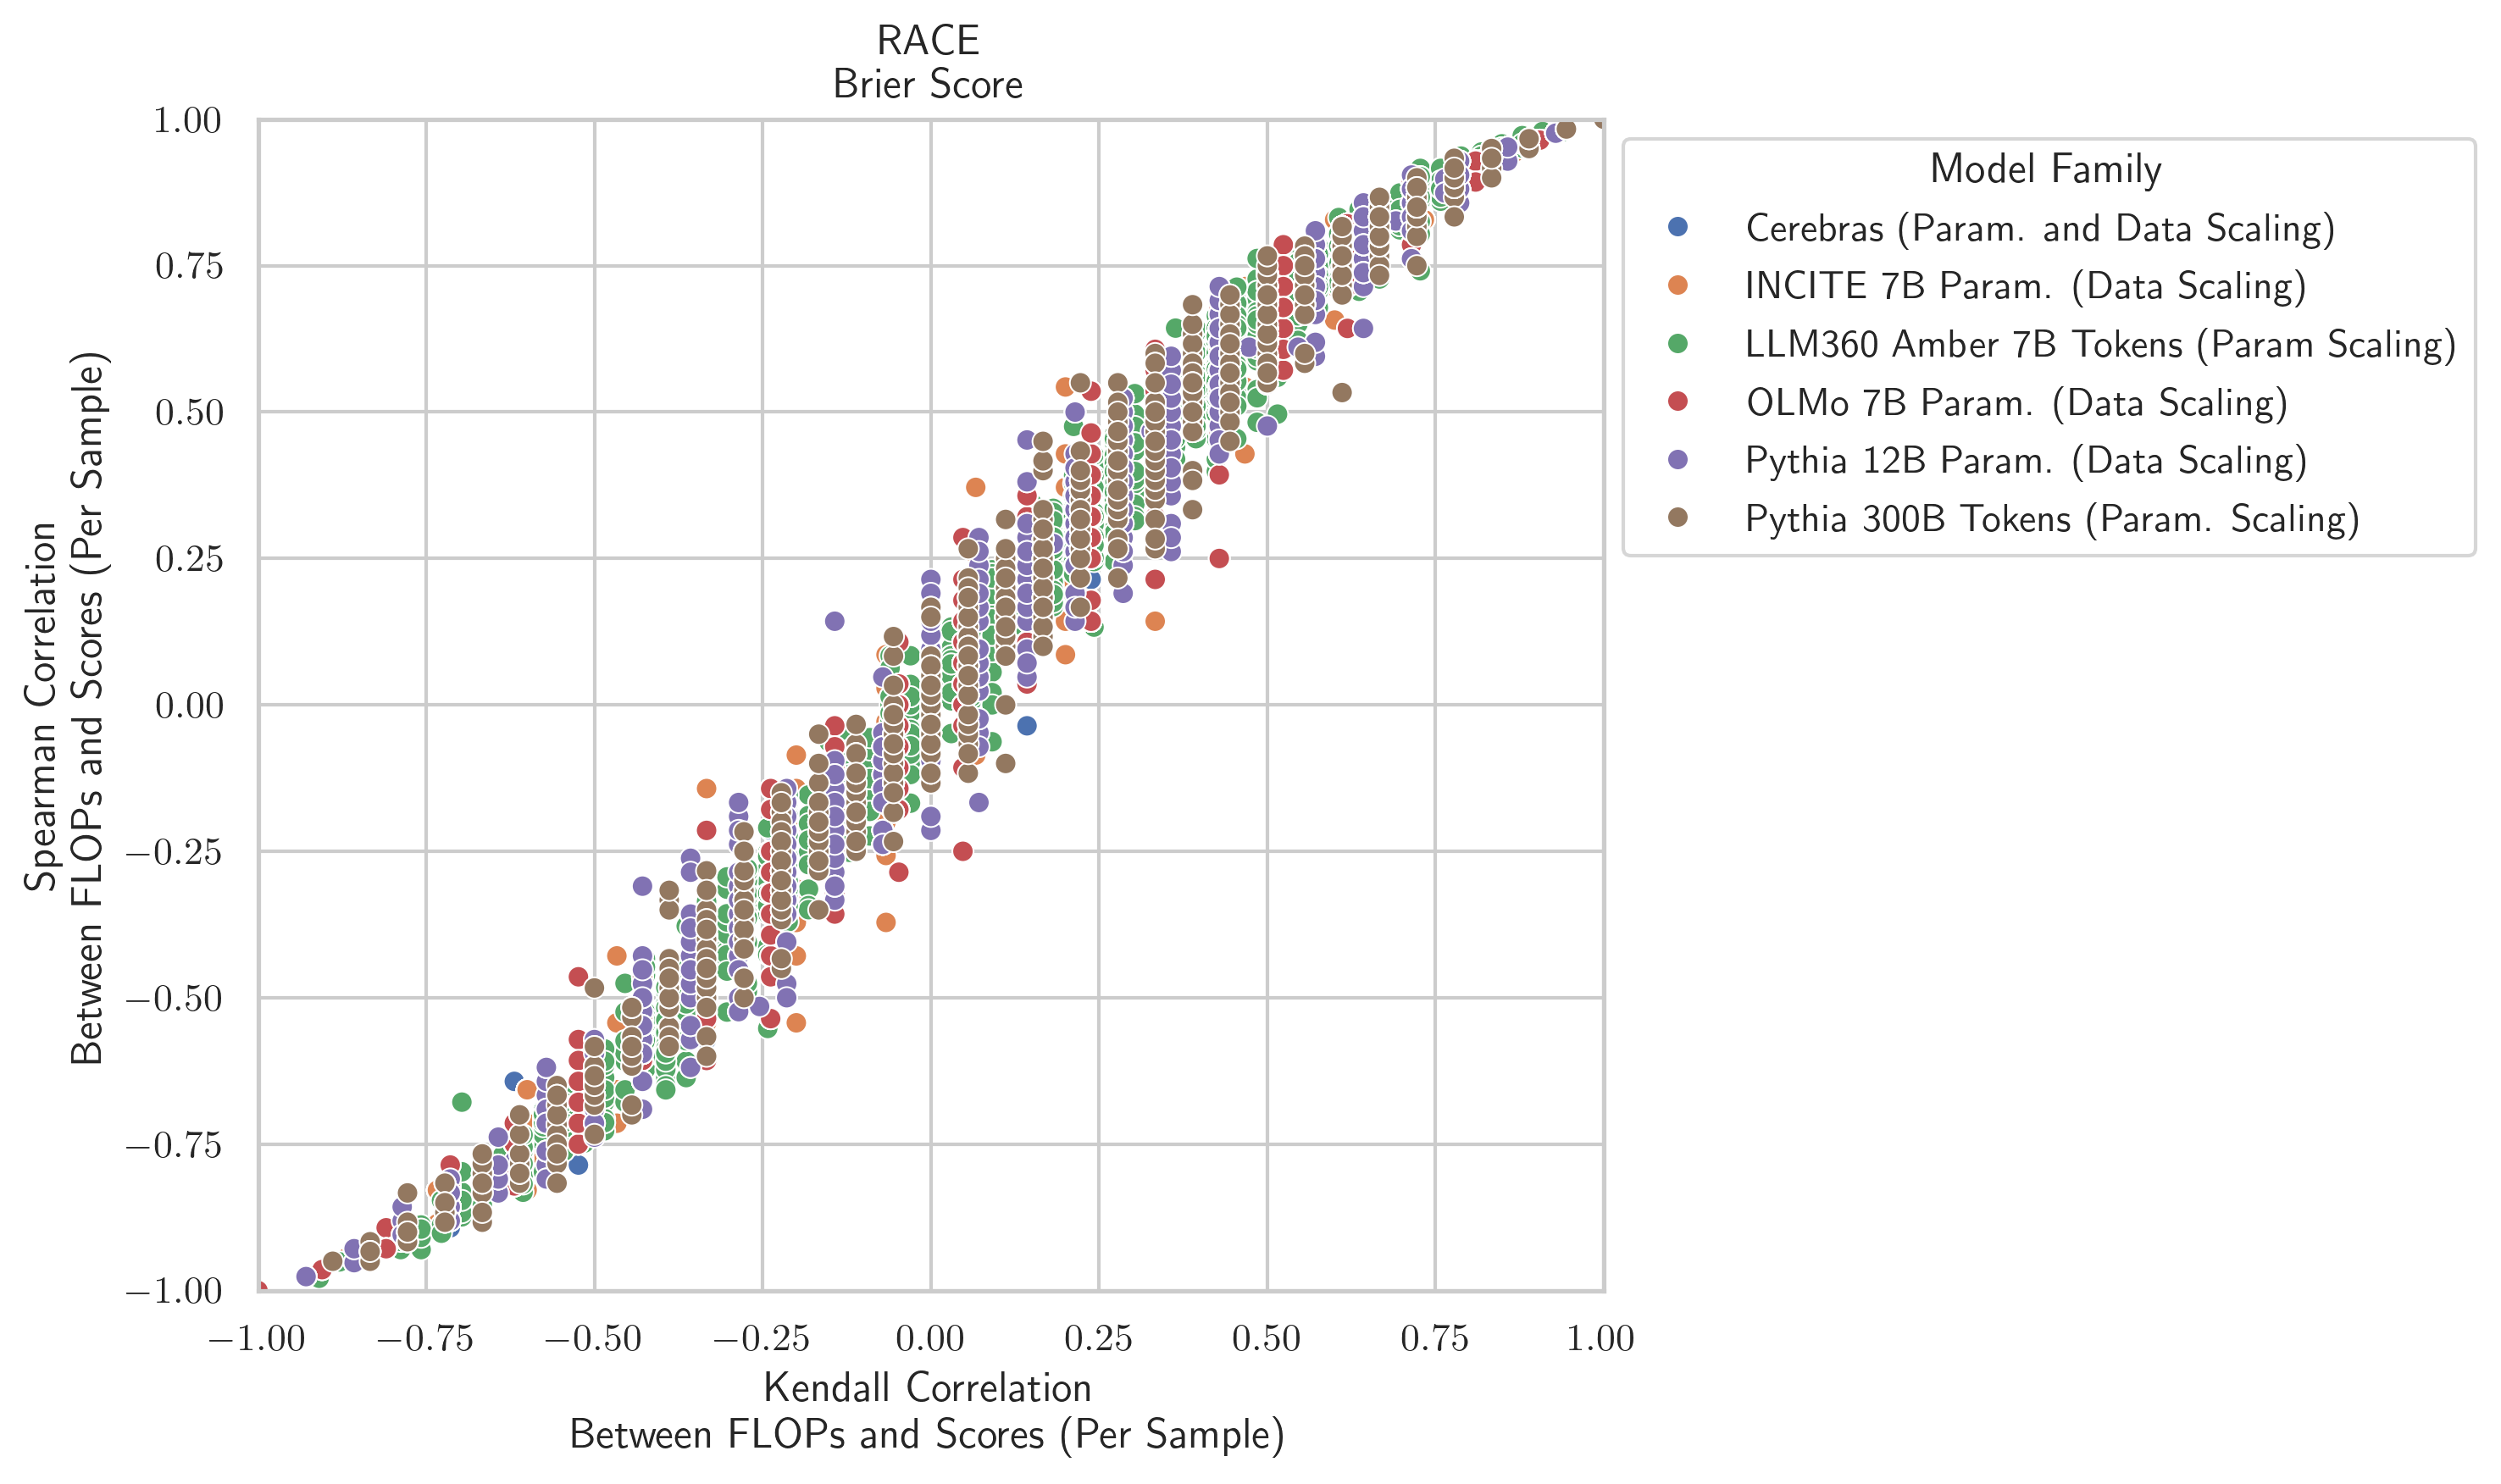 RACE
Brier Score
Spearman Correlation
Between FLOPs and Scores (Per Sample)
1.00
0.75
0.50
0.25
0.00
−0.25
−0.50
−0.75
−1.00
−1.00 −0.75 −0.50 −0.25 0.00 0.25 0.50 0.75 1.00
Kendall Correlation
Between FLOPs and Scores (Per Sample)
Model Family
Cerebras (Param. and Data Scaling)
INCITE 7B Param. (Data Scaling)
LLM360 Amber 7B Tokens (Param Scaling)
OLMo 7B Param. (Data Scaling)
Pythia 12B Param. (Data Scaling)
Pythia 300B Tokens (Param. Scaling)